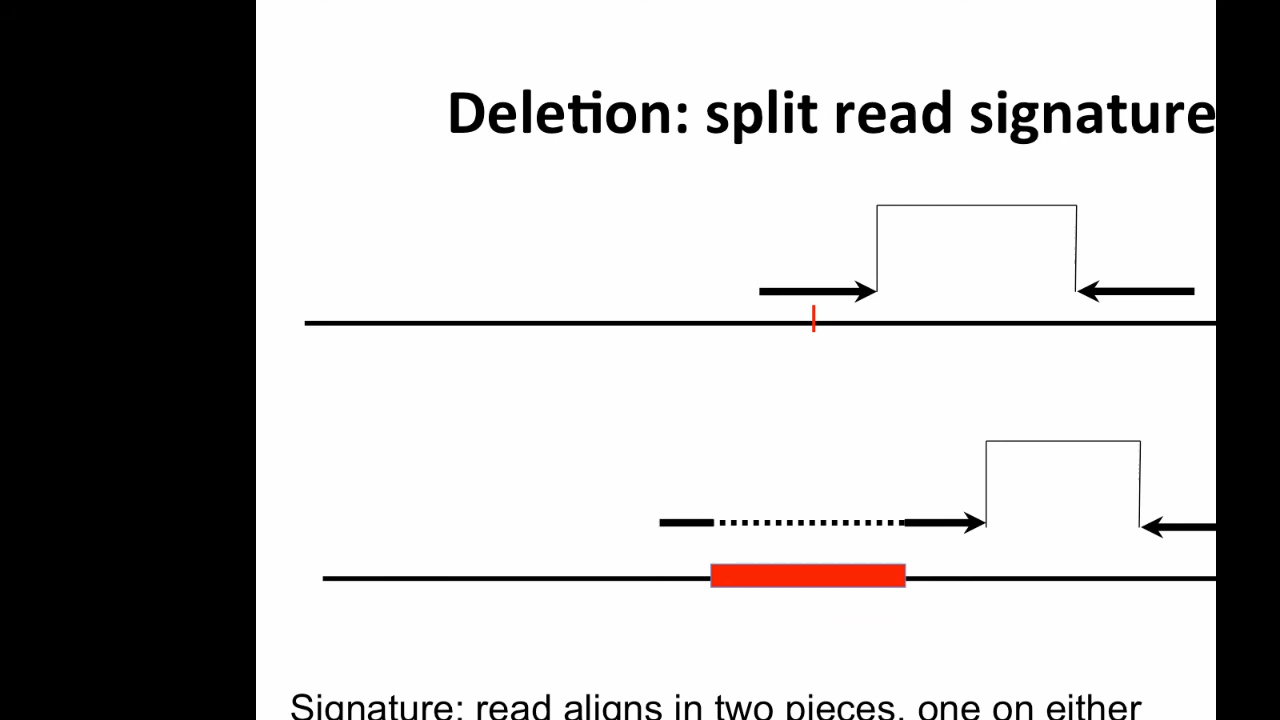 Deletion: split read signature
Signature: read aligns in two pieces, one on either